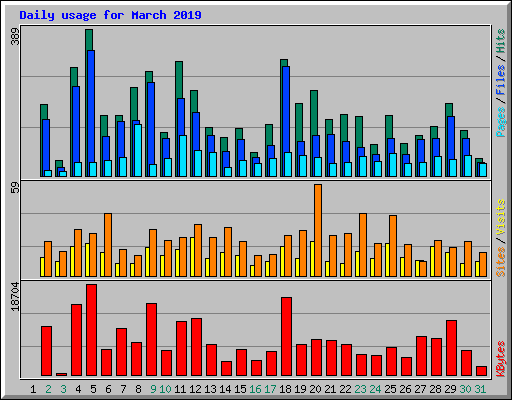 Daily usage for March 2019
389
Pages/Files/Hits
59
Sites/Visits
18704
KBytes
1 2 3 4 5 6 7 8 9 10 11 12 13 14 15 16 17 18 19 20 21 22 23 24 25 26 27 28 29 30 31